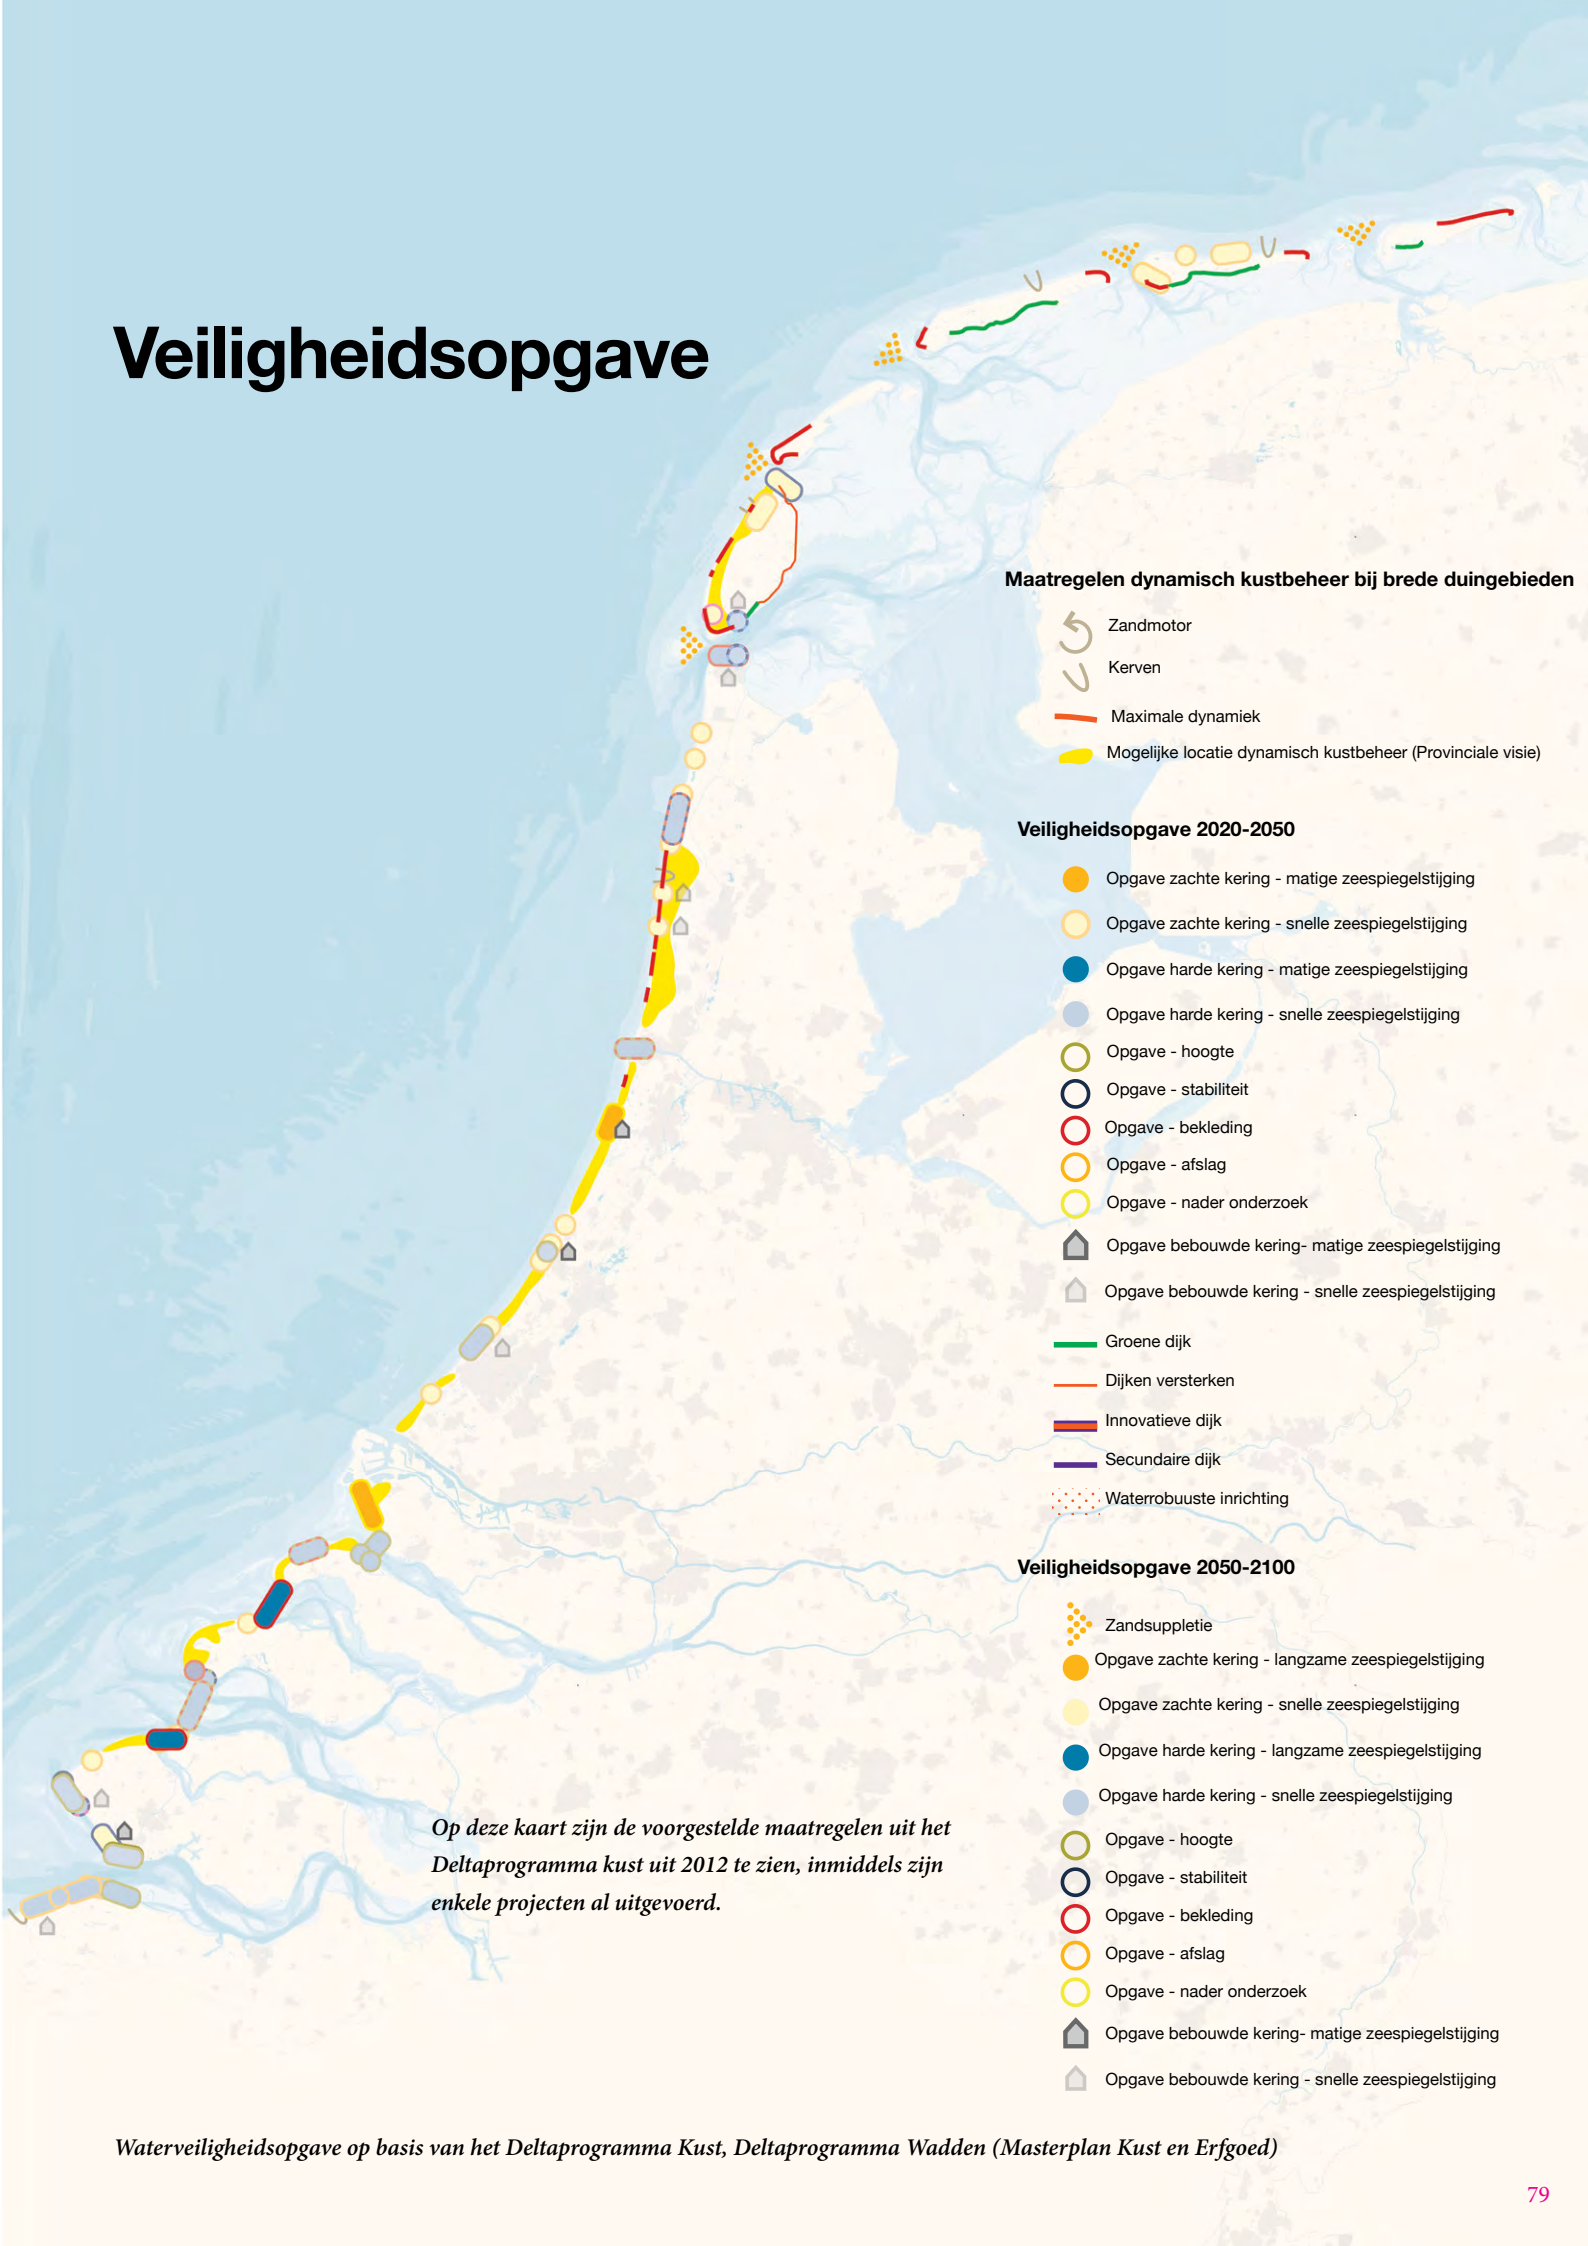 Veiligheidsopgave
Maatregelen dynamisch kustbeheer bij brede duingebieden
Zandmotor
Kerven
Maximale dynamiek
Mogelijke locatie dynamisch kustbeheer (Provinciale visie)
Veiligheidsopgave 2020-2050
Opgave zachte kering - matige zeespiegelstijging
Opgave zachte kering - snelle zeespiegelstijging
Opgave harde kering - matige zeespiegelstijging
Opgave harde kering - snelle zeespiegelstijging
Opgave - hoogte
Opgave - stabiliteit
Opgave - bekleding
Opgave - afslag
Opgave - nader onderzoek
Opgave bebouwde kering- matige zeespiegelstijging
Opgave bebouwde kering - snelle zeespiegelstijging
Groene dijk
Dijken versterken
Innovatieve dijk
Secundaire dijk
Waterrobuuste inrichting
Veiligheidsopgave 2050-2100
Zandsuppletie
Opgave zachte kering - langzame zeespiegelstijging
Opgave zachte kering - snelle zeespiegelstijging
Opgave harde kering - langzame zeespiegelstijging
Opgave harde kering - snelle zeespiegelstijging
Opgave - hoogte
Opgave - stabiliteit
Opgave - bekleding
Opgave - afslag
Opgave - nader onderzoek
Opgave bebouwde kering- matige zeespiegelstijging
Opgave bebouwde kering - snelle zeespiegelstijging
Op deze kaart zijn de voorgestelde maatregelen uit het
Deltaprogramma kust uit 2012 te zien, inmiddels zijn
enkele projecten al uitgevoerd.
Waterveiligheidsopgave op basis van het Deltaprogramma Kust, Deltaprogramma Wadden (Masterplan Kust en Erfgoed)
79